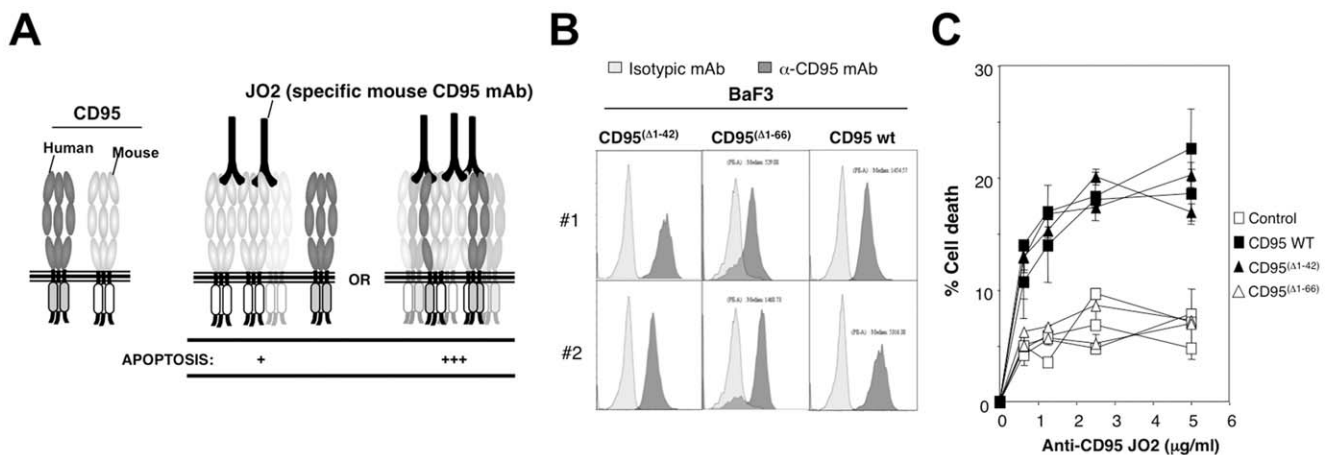 A
JO2 (specific mouse CD95 mAb)
CD95
Human
Mouse
OR
APOPTOSIS: + +++
B
Isotypic mAb α-CD95 mAb
BaF3
CD95(Δ1-42) CD95(Δ1-66) CD95 wt
#1
#2
C
% Cell death
30
20
10
0
0 1 2 3 4 5 6
Anti-CD95 JO2 (μg/ml)
Control
CD95 WT
CD95(Δ1-42)
CD95(Δ1-66)